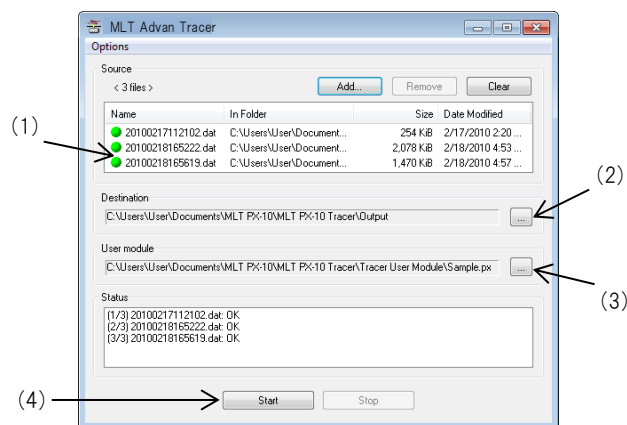 MLT Advan Tracer
Options
Source
< 3 files >
Add...
Remove
Clear
Name In Folder Size Date Modified
20100217112102.dat C:\Users\User\Document... 254 KiB 2/17/2010 2:20 ...
20100218165222.dat C:\Users\User\Document... 2,078 KiB 2/18/2010 4:53 ...
20100218165619.dat C:\Users\User\Document... 1,470 KiB 2/18/2010 4:57 ...
(1)
Destination
C:\Users\User\Documents\MLT PX-10\MLT PX-10 Tracer\Output
...
(2)
User module
C:\Users\User\Documents\MLT PX-10\MLT PX-10 Tracer\Tracer User Module\Sample.px
...
(3)
Status
(1/3) 20100217112102.dat: OK
(2/3) 20100218165222.dat: OK
(3/3) 20100218165619.dat: OK
(4)
Start
Stop